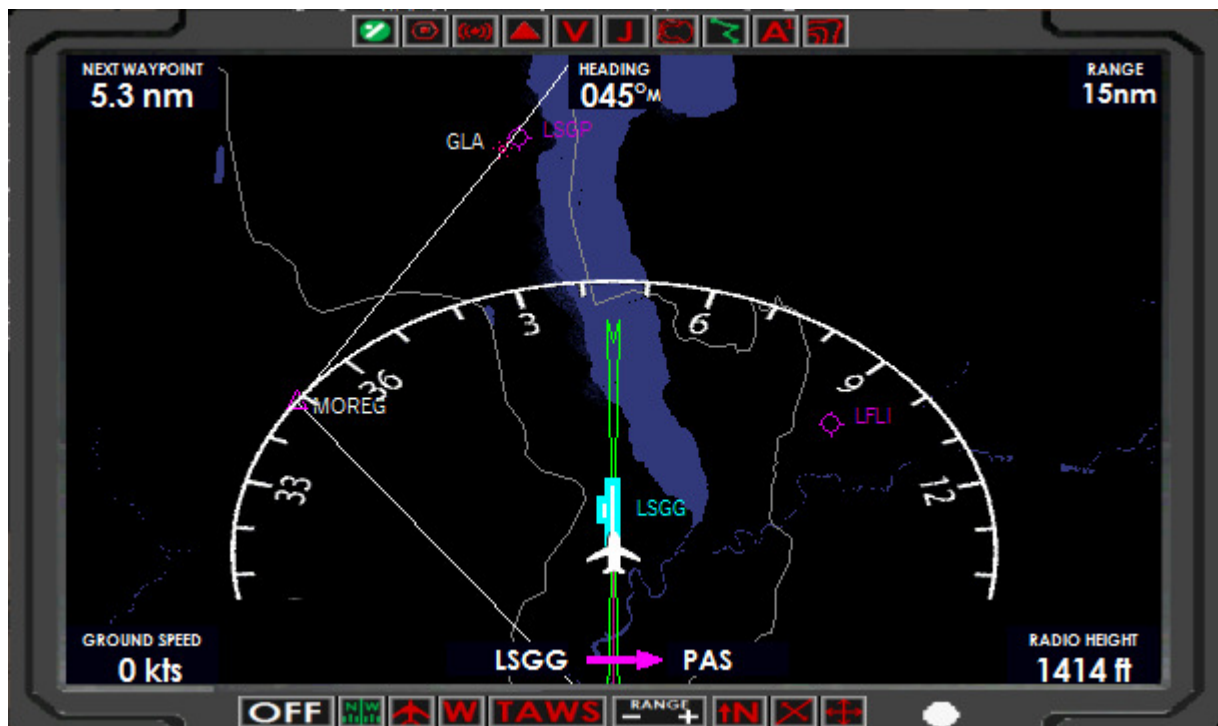 V J A¹
NEXT WAYPOINT
5.3 nm
HEADING
045°M
RANGE
15nm
GLA
LSGP
3
6
36
9
MOREG
LFLI
33
12
LSGG
GROUND SPEED
0 kts
LSGG
PAS
RADIO HEIGHT
1414 ft
OFF
N W
W
TAWS
RANGE
- +
↑N